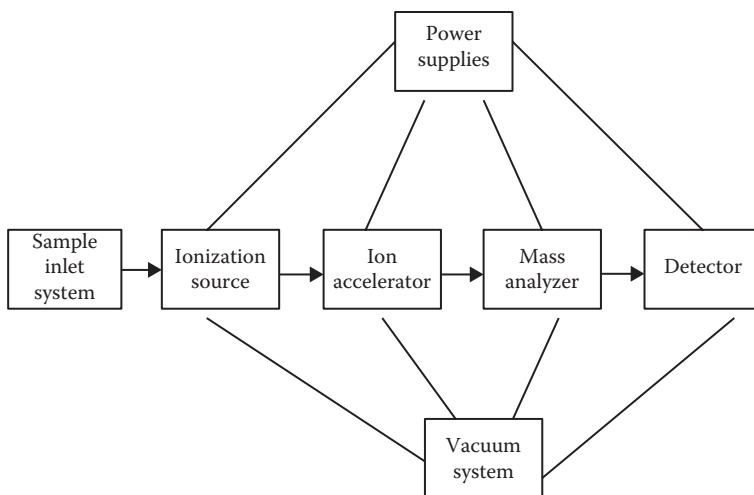 Power
supplies
Sample
inlet
system
Ionization
source
Ion
accelerator
Mass
analyzer
Detector
Vacuum
system